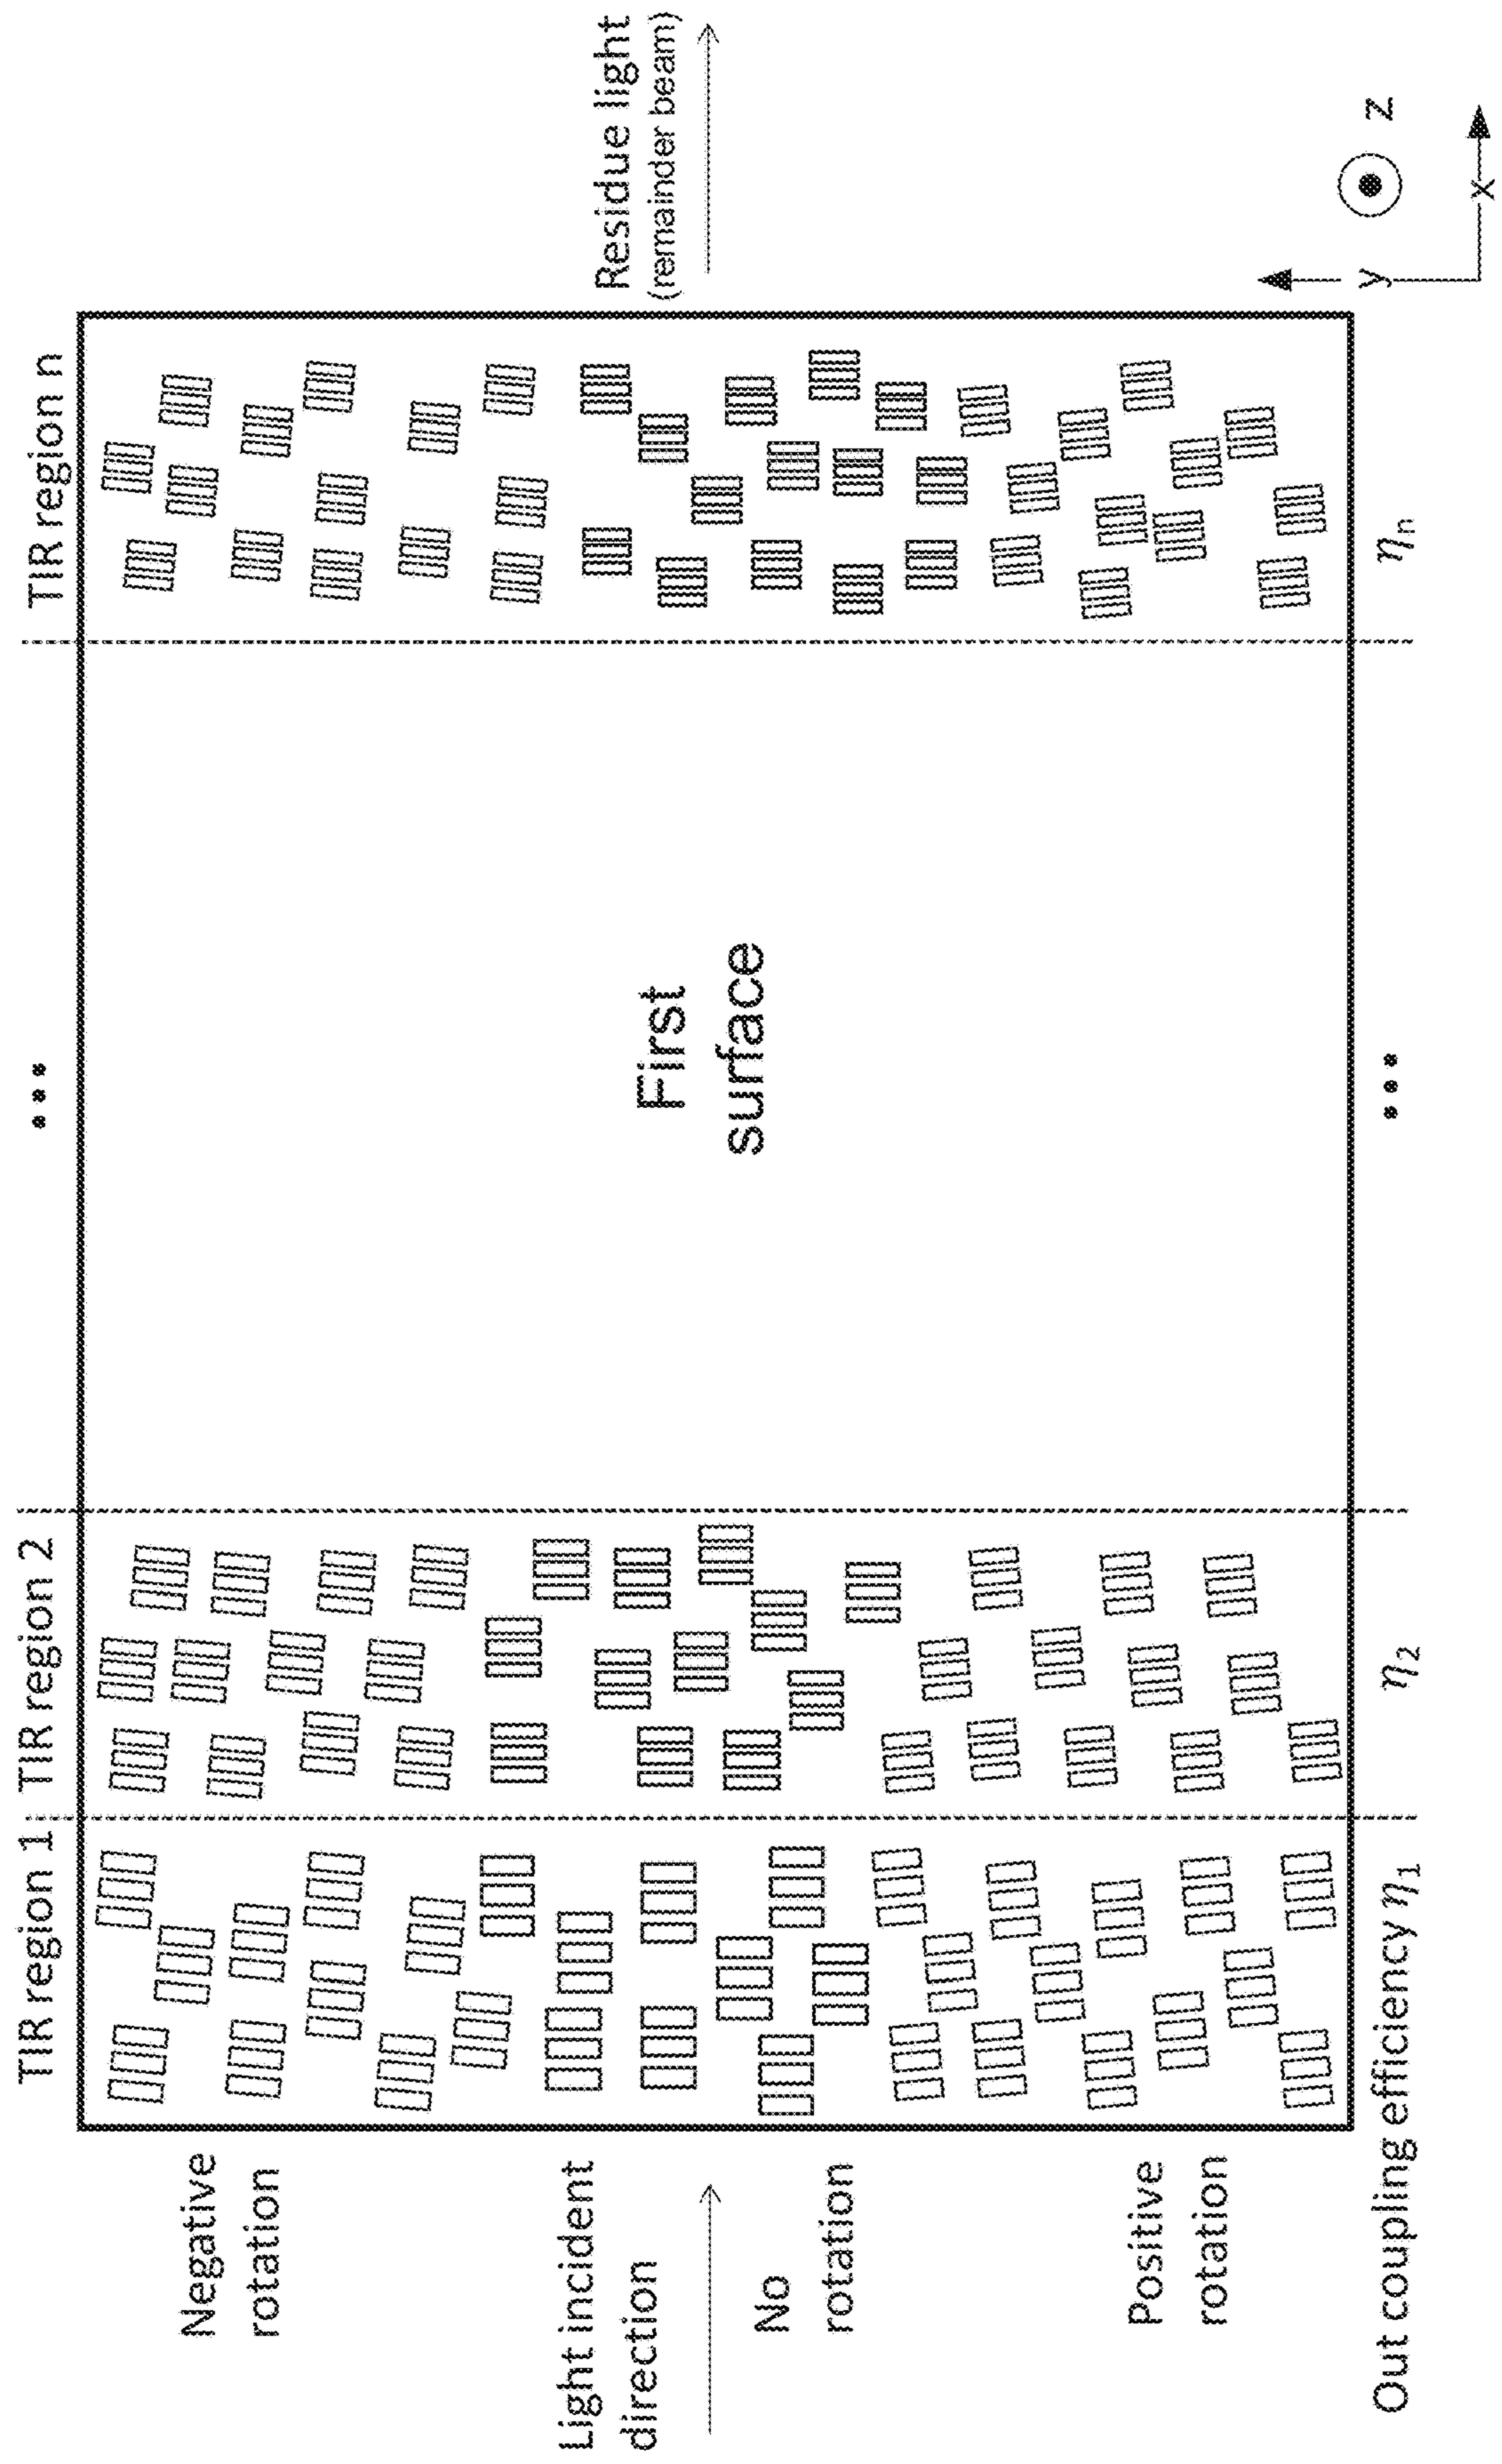 TIR region 1
TIR region 2
...
TIR region n
Negative
rotation
Light incident
direction
No
rotation
Positive
rotation
First
surface
Residue light
(remainder beam)
Out coupling efficiency η1
η2
...
ηn
y
z
x